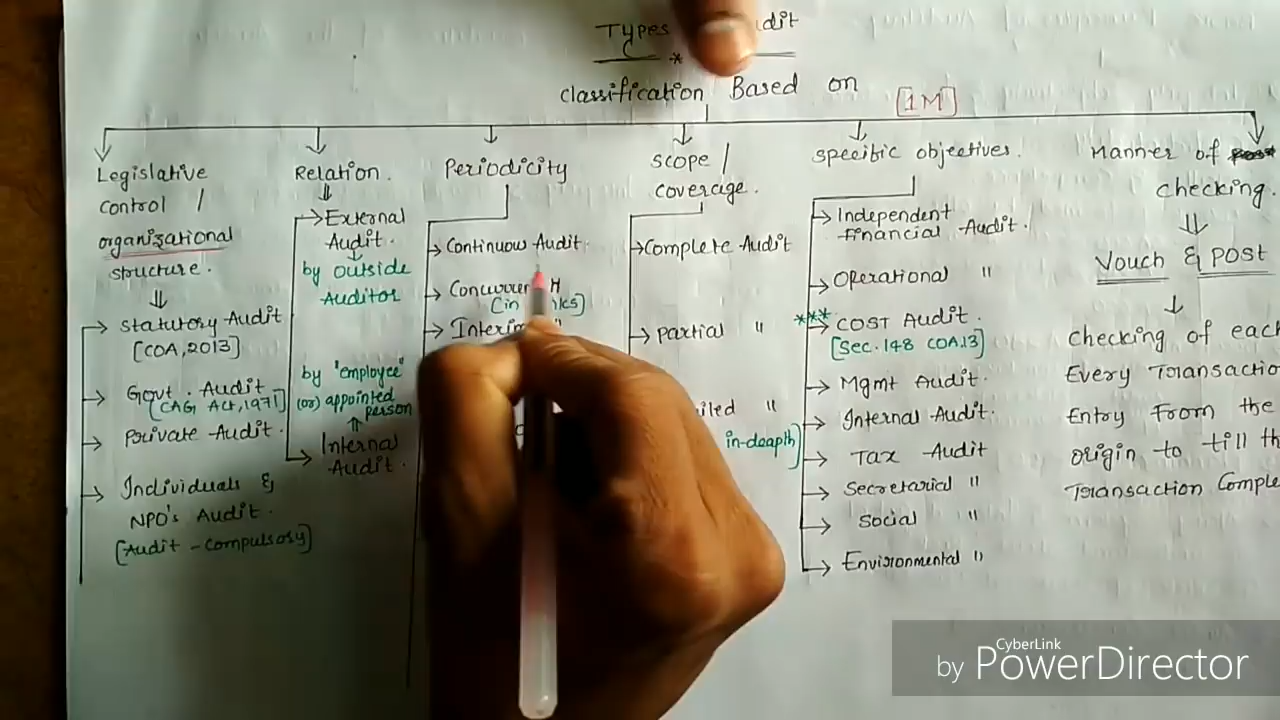 Types
classification Based on [1M]
Legislative
control /
organizational
structure.
Statutory Audit
[COA, 2013]
Govt. Audit
(CAG Act, 1971]
Private Audit.
Individuals &
NPO's Audit.
[Audit - compulsory]
Relation.
External
Audit.
by outside
Auditor
by "employee"
(or) appointed
person
Internal
Audit.
Periodicity
Continuous Audit.
[in
Interim "
scope /
coverage.
complete Audit
partial "
"
in-deapth]
specific objectives.
Independent
financial Audit.
Operational "
*** COST Audit.
[Sec. 148 COA.13]
Mgmt Audit.
Internal Audit.
Tax Audit
Secretarial "
Social "
Environmental "
Manner of
checking.
Vouch & POST
checking of each
Every
Entry From the
origin to till
Transaction
CyberLink
by PowerDirector